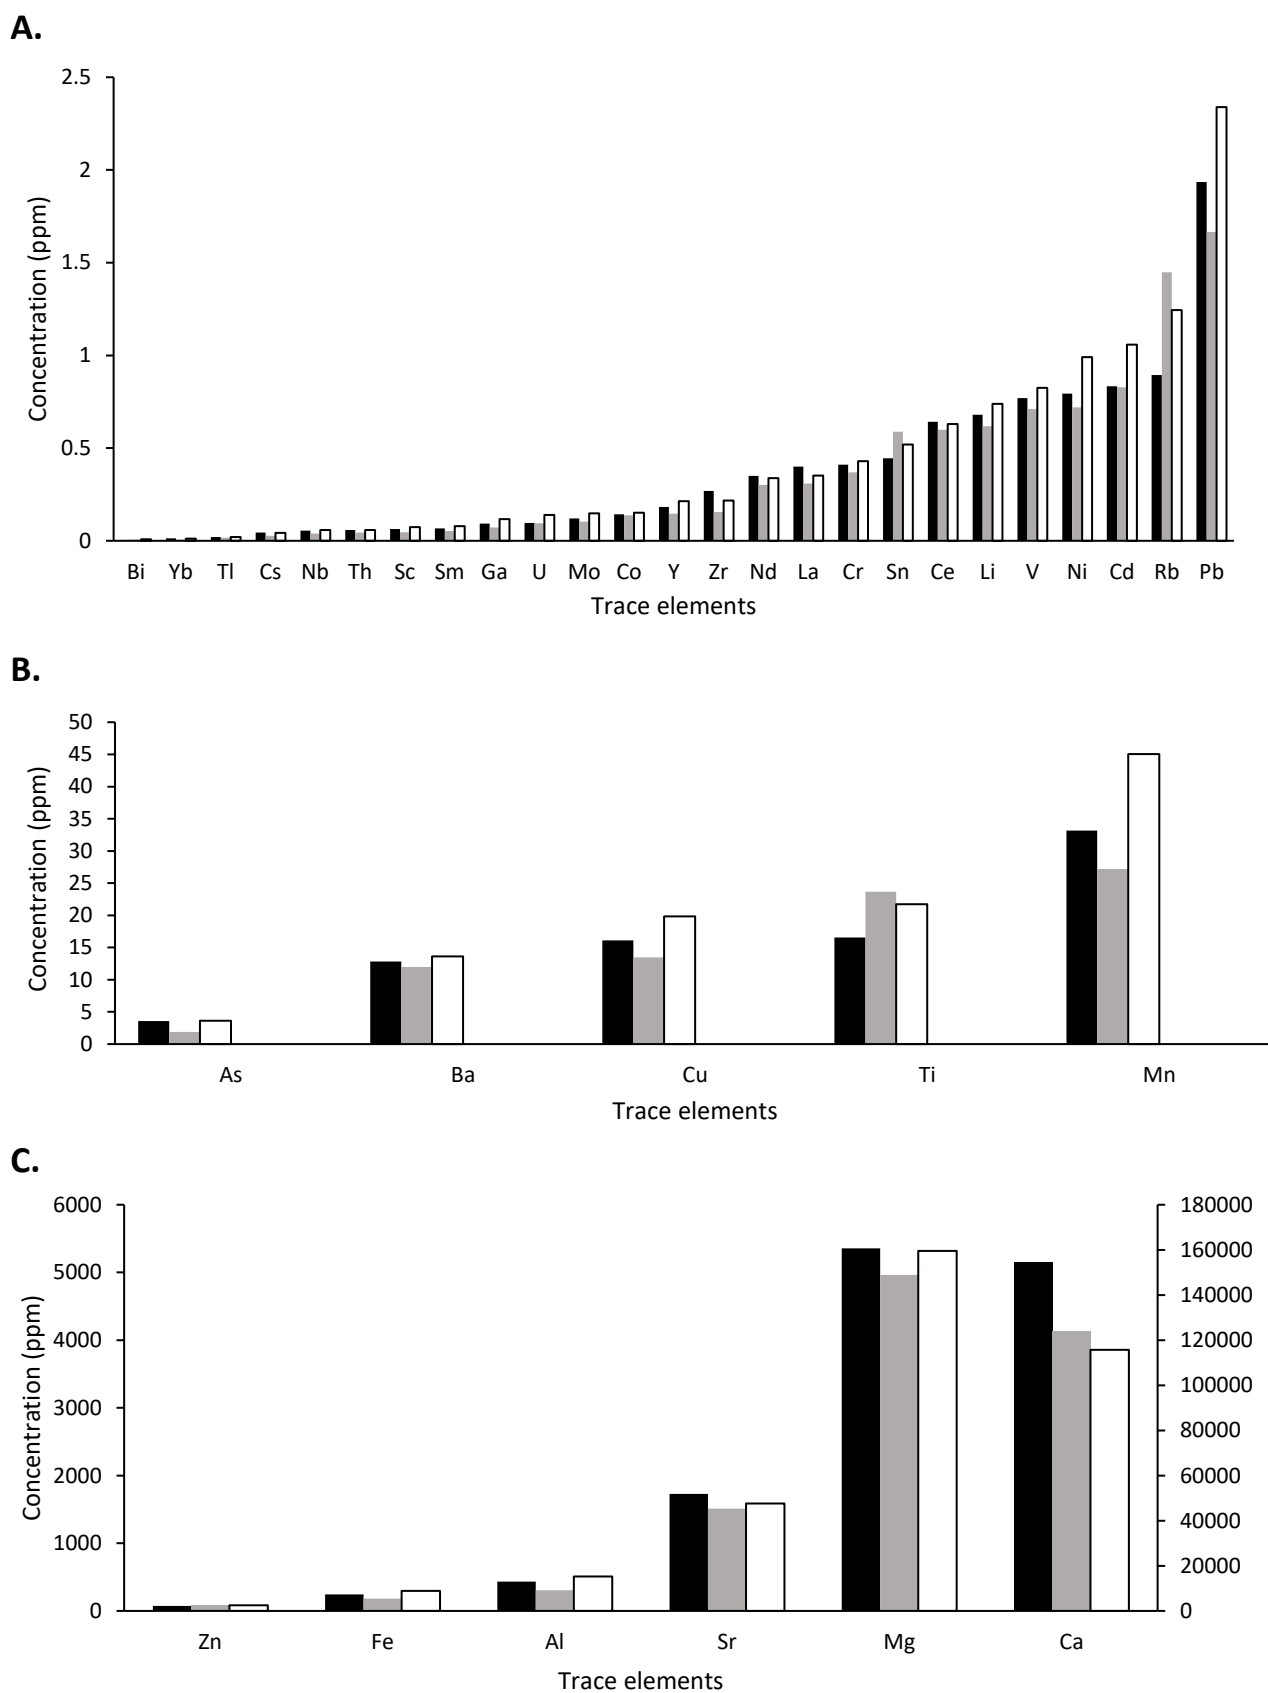 A.
2.5
2
1.5
1
0.5
0
Concentration (ppm)
Bi Yb Tl Cs Nb Th Sc Sm Ga U Mo Co Y Zr Nd La Cr Sn Ce Li V Ni Cd Rb Pb
Trace elements
B.
50
45
40
35
30
25
20
15
10
5
0
Concentration (ppm)
As Ba Cu Ti Mn
Trace elements
C.
6000
5000
4000
3000
2000
1000
0
Concentration (ppm)
180000
160000
140000
120000
100000
80000
60000
40000
20000
0
Zn Fe Al Sr Mg Ca
Trace elements